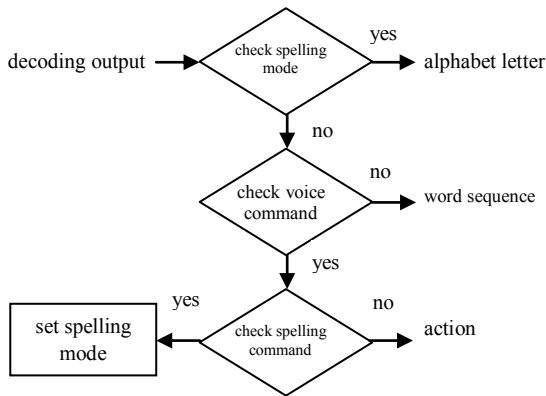 yes
check spelling
mode
decoding output
alphabet letter
no
no
check voice
command
word sequence
yes
yes
no
set spelling
mode
check spelling
command
action